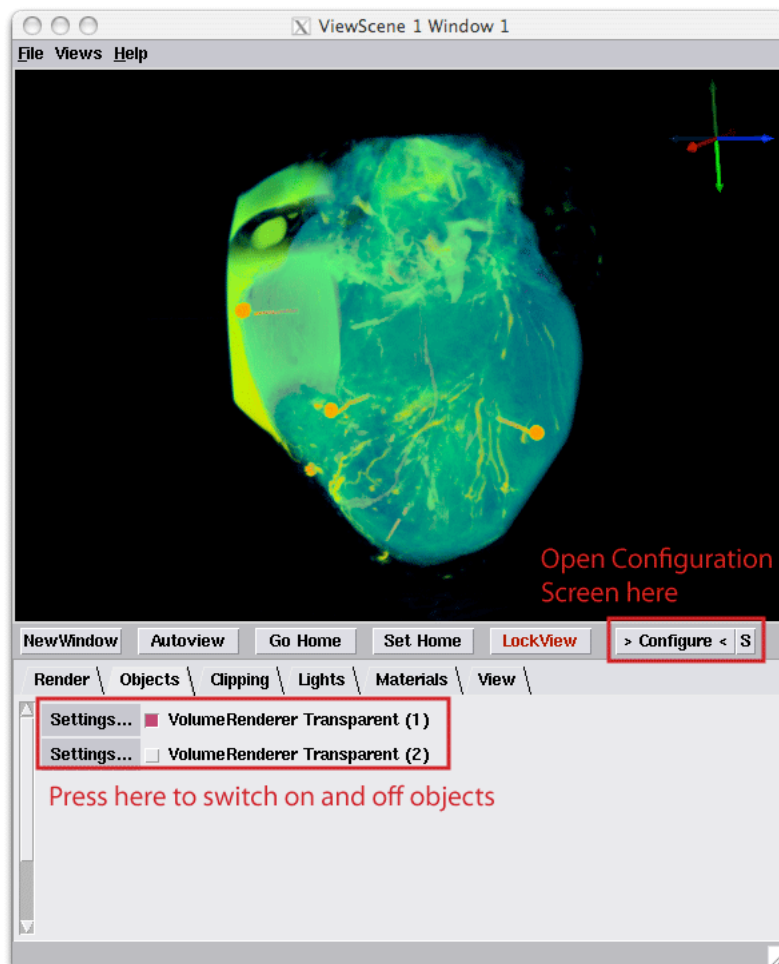 ViewScene 1 Window 1
File Views Help
Open Configuration
Screen here
NewWindow Autoview Go Home Set Home LockView > Configure < S
Render Objects Clipping Lights Materials View
Settings... VolumeRenderer Transparent (1)
Settings... VolumeRenderer Transparent (2)
Press here to switch on and off objects